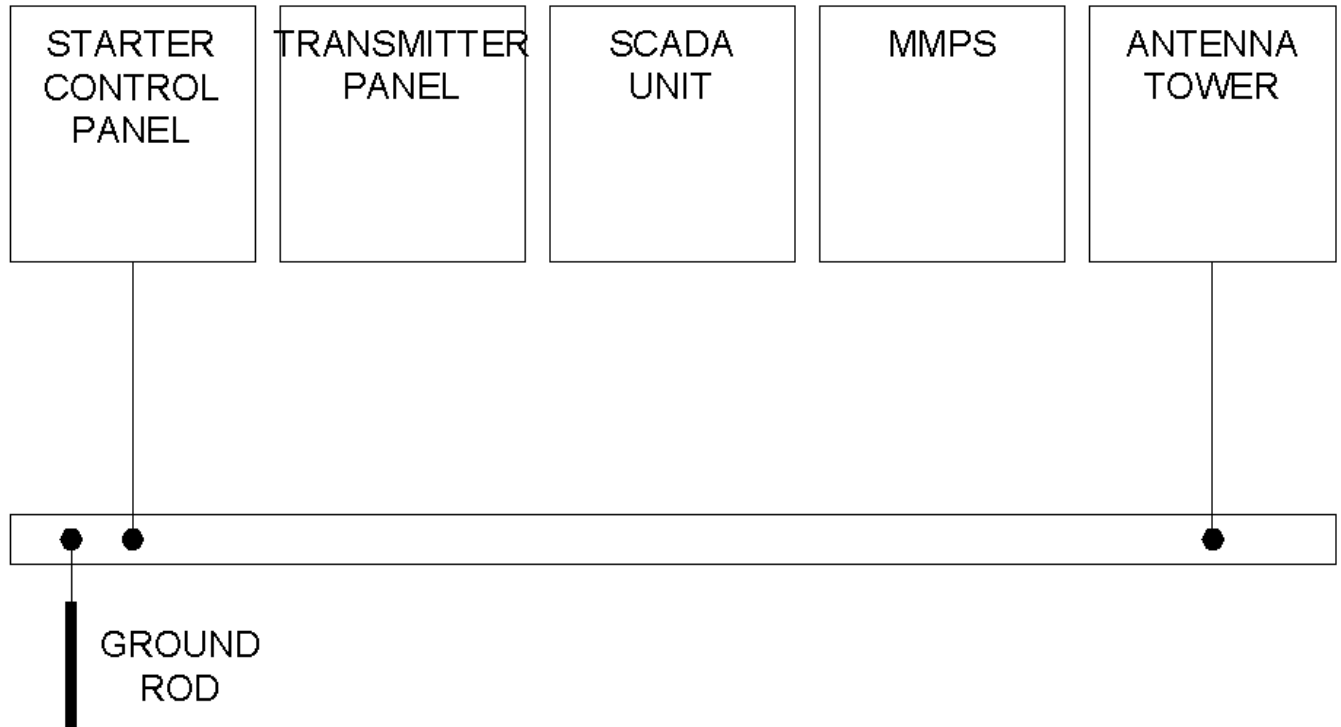 STARTER
CONTROL
PANEL
TRANSMITTER
PANEL
SCADA
UNIT
MMPS
ANTENNA
TOWER
GROUND
ROD